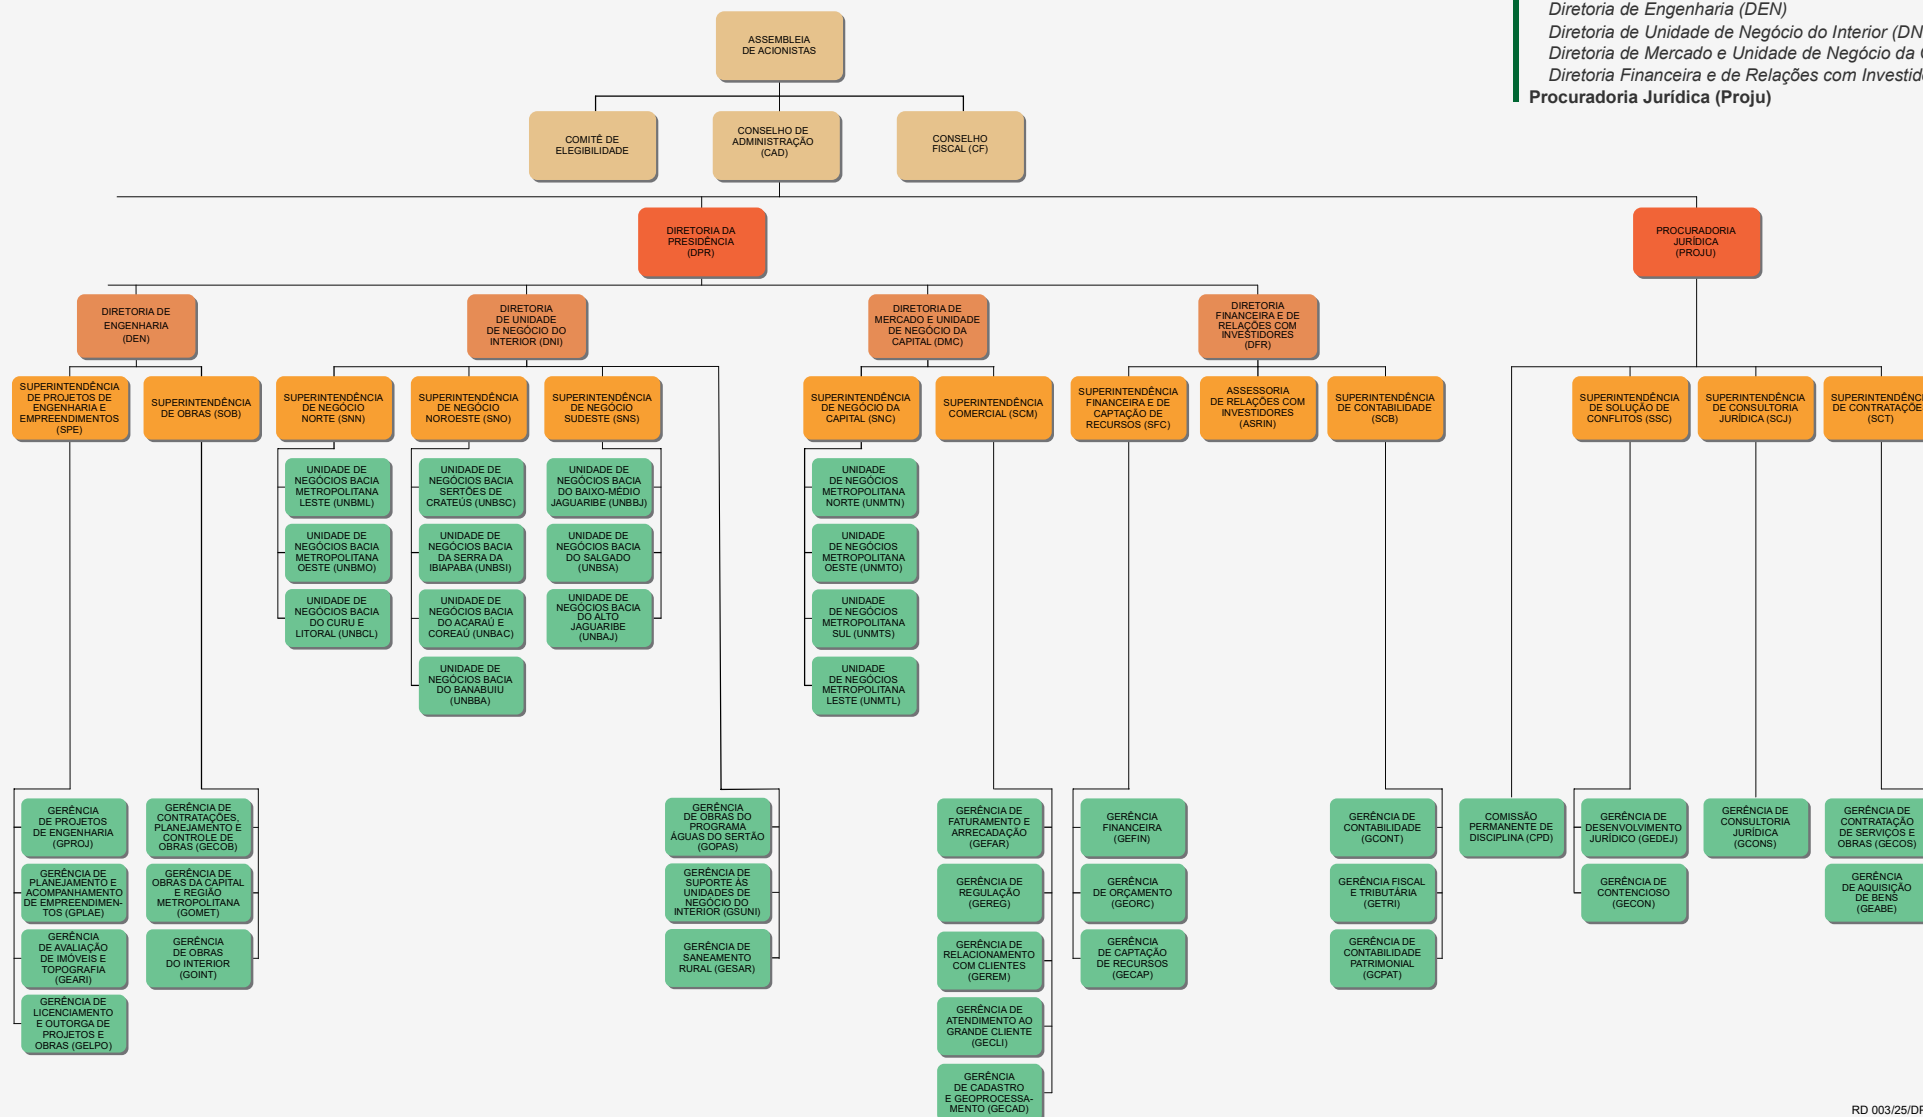 Diretoria de Engenharia (DEN)
Diretoria de Unidade de Negócio do Interior (DN
Diretoria de Mercado e Unidade de Negócio da
Diretoria Financeira e de Relações com
Procuradoria Jurídica (Proju)
ASSEMBLEIA
DE ACIONISTAS
COMITÊ DE
ELEGIBILIDADE
CONSELHO DE
ADMINISTRAÇÃO
(CAD)
CONSELHO
FISCAL (CF)
DIRETORIA DA
PRESIDÊNCIA
(DPR)
PROCURADORIA
JURÍDICA
(PROJU)
DIRETORIA DE
ENGENHARIA
(DEN)
DIRETORIA
DE UNIDADE
DE NEGÓCIO DO
INTERIOR (DNI)
DIRETORIA DE
MERCADO E UNIDADE
DE NEGÓCIO DA
CAPITAL (DMC)
DIRETORIA
FINANCEIRA E DE
RELAÇÕES COM
INVESTIDORES
(DFR)
SUPERINTENDÊNCIA
DE PROJETOS DE
ENGENHARIA E
EMPREENDIMENTOS
(SPE)
SUPERINTENDÊNCIA
DE OBRAS (SOB)
SUPERINTENDÊNCIA
DE NEGÓCIO
NORTE (SNN)
SUPERINTENDÊNCIA
DE NEGÓCIO
NOROESTE (SNO)
SUPERINTENDÊNCIA
DE NEGÓCIO
SUDESTE (SNS)
SUPERINTENDÊNCIA
DE NEGÓCIO DA
CAPITAL (SNC)
SUPERINTENDÊNCIA
COMERCIAL (SCM)
SUPERINTENDÊNCIA
FINANCEIRA E DE
CAPTAÇÃO DE
RECURSOS (SFC)
ASSESSORIA
DE RELAÇÕES COM
INVESTIDORES
(ASRIN)
SUPERINTENDÊNCIA
DE CONTABILIDADE
(SCB)
SUPERINTENDÊNCIA
DE SOLUÇÃO DE
CONFLITOS (SSC)
SUPERINTENDÊNCIA
DE CONSULTORIA
JURÍDICA (SCJ)
SUPERINTENDÊNCI
DE CONTRATAÇÕE
(SCT)
UNIDADE DE
NEGÓCIOS BACIA
METROPOLITANA
LESTE (UNBML)
UNIDADE DE
NEGÓCIOS BACIA
SERTÕES DE
CRATEÚS (UNBSC)
UNIDADE DE
NEGÓCIOS BACIA
DO BAIXO-MÉDIO
JAGUARIBE (UNBBJ)
UNIDADE
DE NEGÓCIOS
METROPOLITANA
NORTE (UNMTN)
UNIDADE DE
NEGÓCIOS BACIA
METROPOLITANA
OESTE (UNBMO)
UNIDADE DE
NEGÓCIOS BACIA
DA SERRA DA
IBIAPABA (UNBSI)
UNIDADE DE
NEGÓCIOS BACIA
DO SALGADO
(UNBSA)
UNIDADE
DE NEGÓCIOS
METROPOLITANA
OESTE (UNMTO)
UNIDADE DE
NEGÓCIOS BACIA
DO CURU E
LITORAL (UNBCL)
UNIDADE DE
NEGÓCIOS BACIA
DO ACARAÚ E
COREAÚ (UNBAC)
UNIDADE DE
NEGÓCIOS BACIA
DO ALTO
JAGUARIBE
(UNBAJ)
UNIDADE
DE NEGÓCIOS
METROPOLITANA
SUL (UNMTS)
UNIDADE DE
NEGÓCIOS BACIA
DO BANABUIU
(UNBBA)
UNIDADE
DE NEGÓCIOS
METROPOLITANA
LESTE (UNMTL)
GERÊNCIA
DE PROJETOS
DE ENGENHARIA
(GPROJ)
GERÊNCIA DE
CONTRATAÇÕES,
PLANEJAMENTO E
CONTROLE DE
OBRAS (GECOB)
GERÊNCIA
DE OBRAS DO
PROGRAMA
ÁGUAS DO SERTÃO
(GOPAS)
GERÊNCIA DE
FATURAMENTO E
ARRECADAÇÃO
(GEFAR)
GERÊNCIA
FINANCEIRA
(GEFIN)
GERÊNCIA DE
CONTABILIDADE
(GCONT)
COMISSÃO
PERMANENTE DE
DISCIPLINA (CPD)
GERÊNCIA DE
DESENVOLVIMENTO
JURÍDICO (GEDEJ)
GERÊNCIA DE
CONSULTORIA
JURÍDICA
(GCONS)
GERÊNCIA DE
CONTRATAÇÃO
DE SERVIÇOS E
OBRAS (GECOS)
GERÊNCIA DE
PLANEJAMENTO E
ACOMPANHAMENTO
DE EMPREENDIMEN-
TOS (GPLAE)
GERÊNCIA DE
OBRAS DA CAPITAL
E REGIÃO
METROPOLITANA
(GOMET)
GERÊNCIA DE
SUPORTE ÀS
UNIDADES DE
NEGÓCIO DO
INTERIOR (GSUNI)
GERÊNCIA DE
REGULAÇÃO
(GEREG)
GERÊNCIA
DE ORÇAMENTO
(GEORC)
GERÊNCIA FISCAL
E TRIBUTÁRIA
(GETRI)
GERÊNCIA DE
CONTENCIOSO
(GECON)
GERÊNCIA
DE AQUISIÇÃO
DE BENS
(GEABE)
GERÊNCIA
DE AVALIAÇÃO
DE IMÓVEIS E
TOPOGRAFIA
(GEARI)
GERÊNCIA
DE OBRAS
DO INTERIOR
(GOINT)
GERÊNCIA DE
SANEAMENTO
RURAL (GESAR)
GERÊNCIA DE
RELACIONAMENTO
COM CLIENTES
(GEREM)
GERÊNCIA
DE CAPTAÇÃO
DE RECURSOS
(GECAP)
GERÊNCIA DE
CONTABILIDADE
PATRIMONIAL
(GCPAT)
GERÊNCIA DE
LICENCIAMENTO
E OUTORGA DE
PROJETOS E
OBRAS (GELPO)
GERÊNCIA DE
ATENDIMENTO AO
GRANDE CLIENTE
(GECLI)
GERÊNCIA
DE CADASTRO
E GEOPROCESSA-
MENTO (GECAD)
RD 003/25/DP